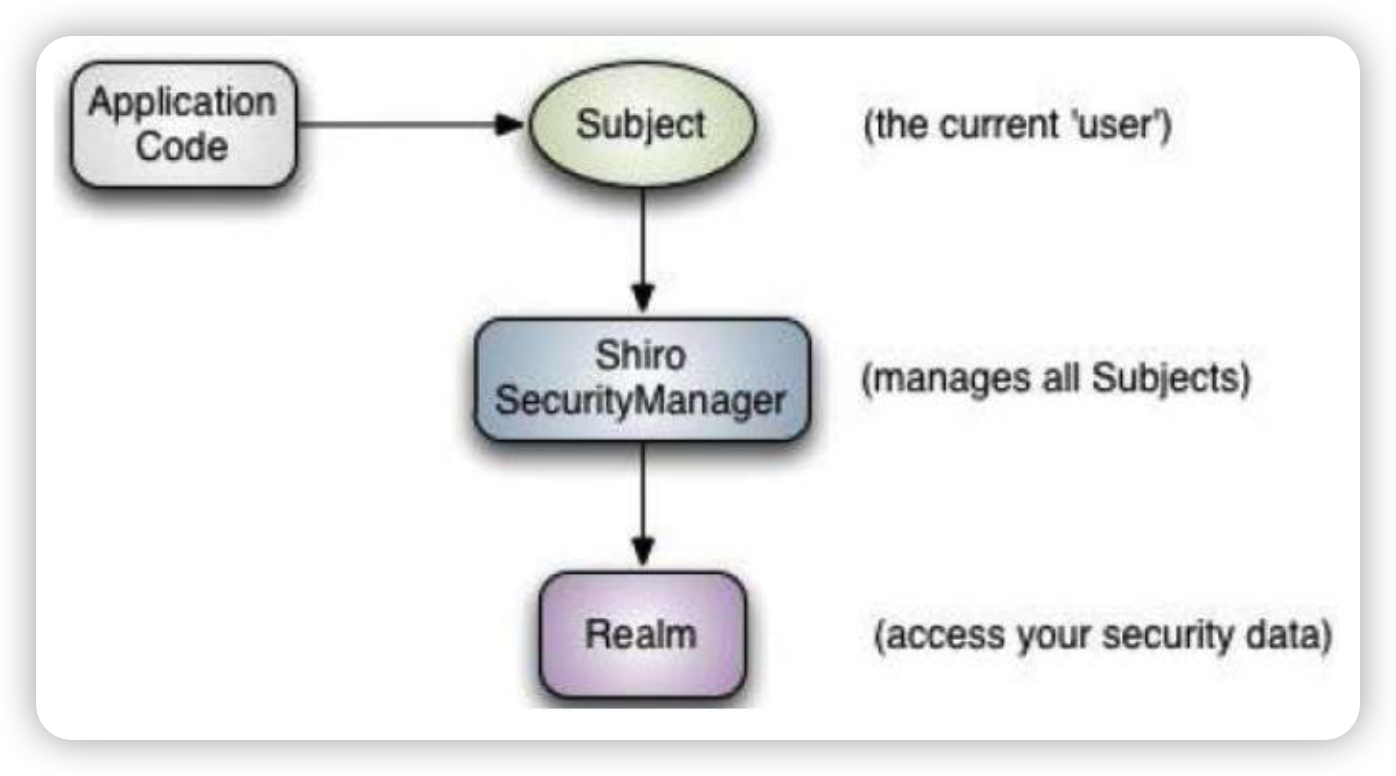 Application
Code
Subject
(the current 'user')
Shiro
SecurityManager
(manages all Subjects)
Realm
(access your security data)